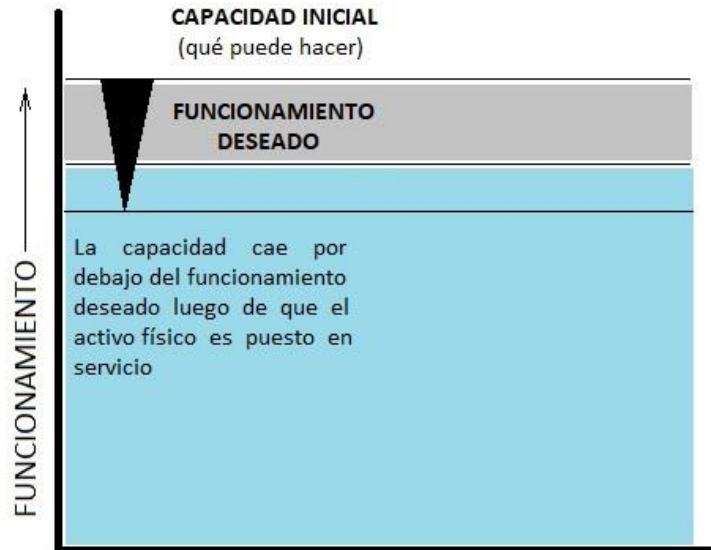 CAPACIDAD INICIAL
(qué puede hacer)
FUNCIONAMIENTO
DESEADO
La capacidad cae por
debajo del funcionamiento
deseado luego de que el
activo físico es puesto en
servicio
FUNCIONAMIENTO